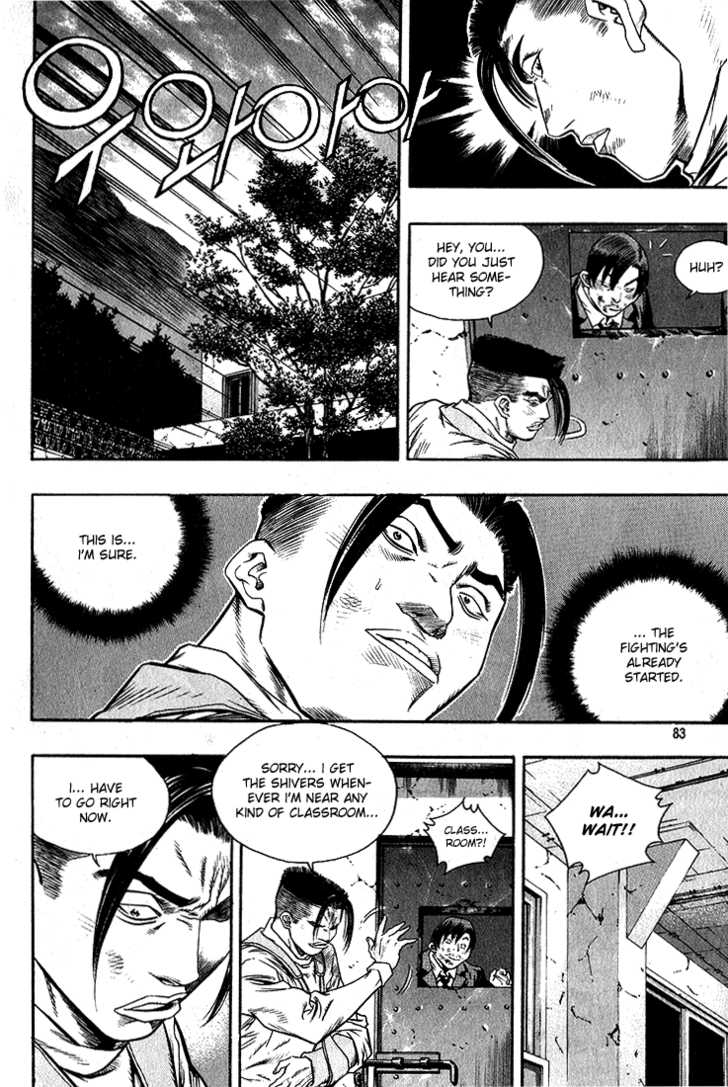 우와아아아
HEY, YOU...
DID YOU JUST
HEAR SOME-
THING?
HUH?
THIS IS...
I'M SURE.
... THE
FIGHTING'S
ALREADY
STARTED.
83
I... HAVE
TO GO RIGHT
NOW.
SORRY... I GET
THE SHIVERS WHEN-
EVER I'M NEAR ANY
KIND OF CLASSROOM...
CLASS...
ROOM?!
WA...
WAIT!!